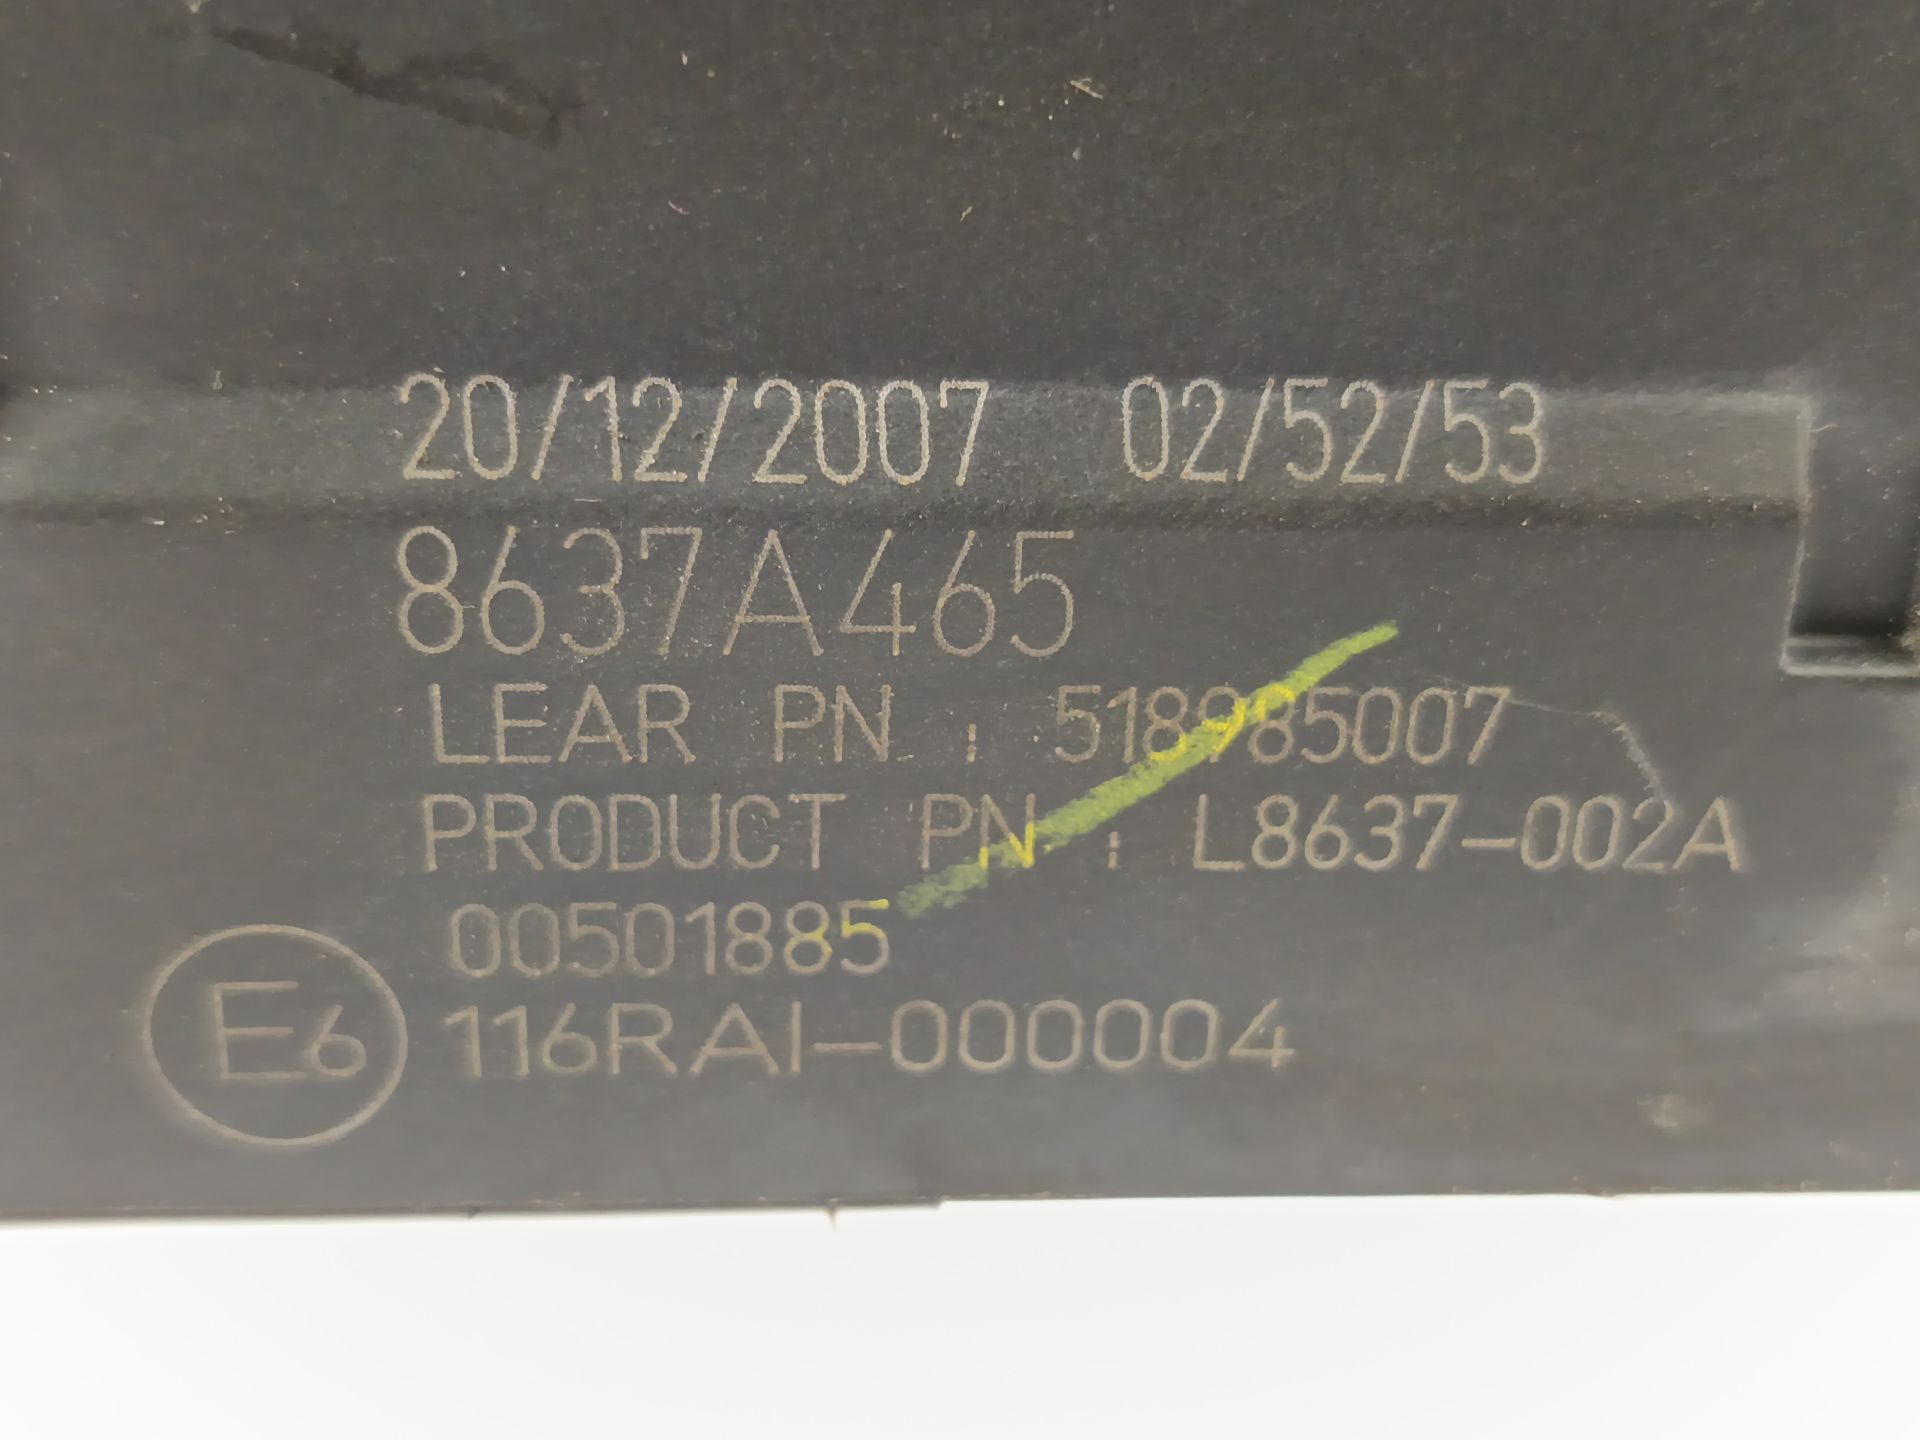 20/12/2007 02/52/53
8637A465
LEAR PN : 518985007
PRODUCT PN : L8637-002A
00501885
E6 116RAI-000004